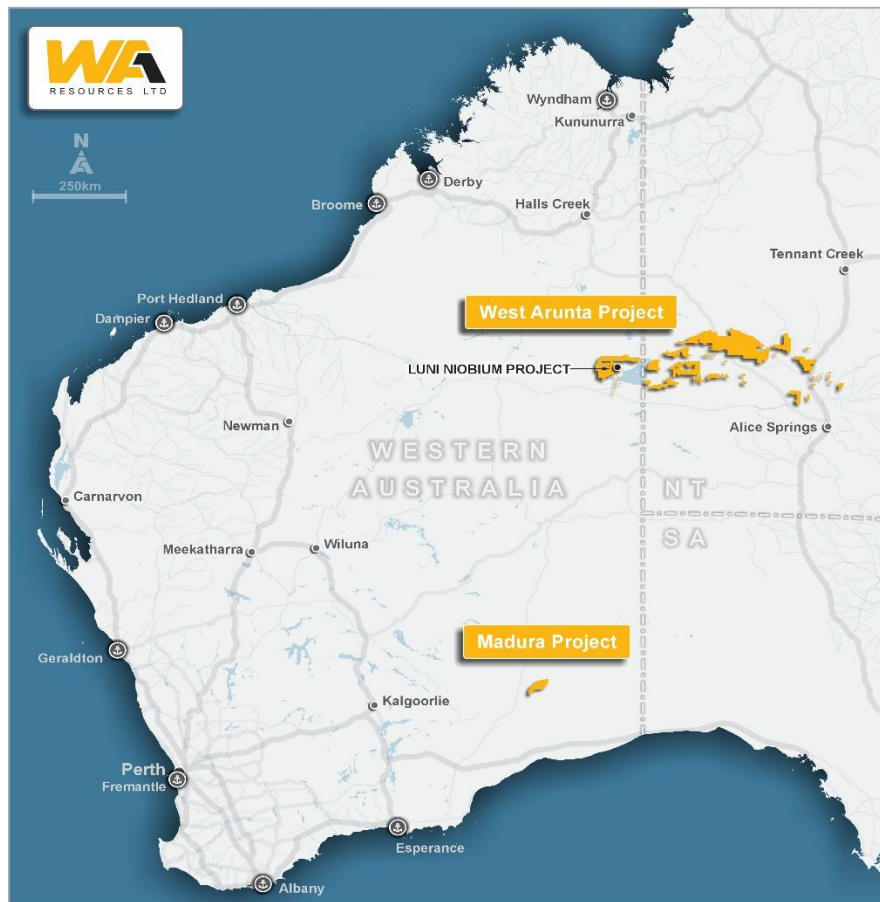 WA
RESOURCES LTD
N
250km
Wyndham
Kununurra
Derby
Broome
Halls Creek
Tennant Creek
Port Hedland
Dampier
West Arunta Project
LUNI NIOBIUM PROJECT
Newman
Alice Springs
WESTERN
AUSTRALIA
NT
SA
Carnarvon
Meekatharra
Wiluna
Madura Project
Geraldton
Kalgoorlie
Perth
Fremantle
Esperance
Albany